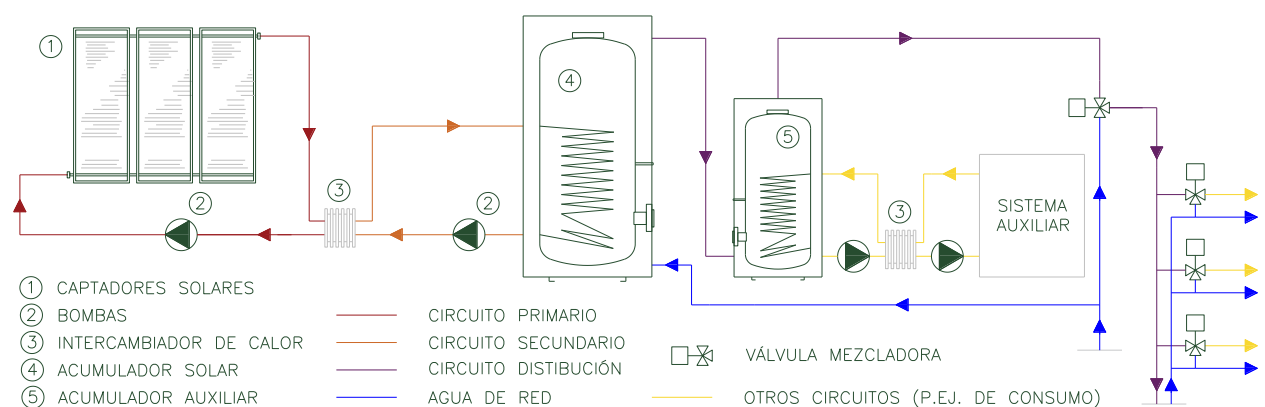 1
2
3
2
4
5
3
SISTEMA
AUXILIAR
1 CAPTADORES SOLARES
2 BOMBAS
3 INTERCAMBIADOR DE CALOR
4 ACUMULADOR SOLAR
5 ACUMULADOR AUXILIAR
CIRCUITO PRIMARIO
CIRCUITO SECUNDARIO
CIRCUITO DISTIBUCIÓN
AGUA DE RED
VÁLVULA MEZCLADORA
OTROS CIRCUITOS (P.EJ. DE CONSUMO)